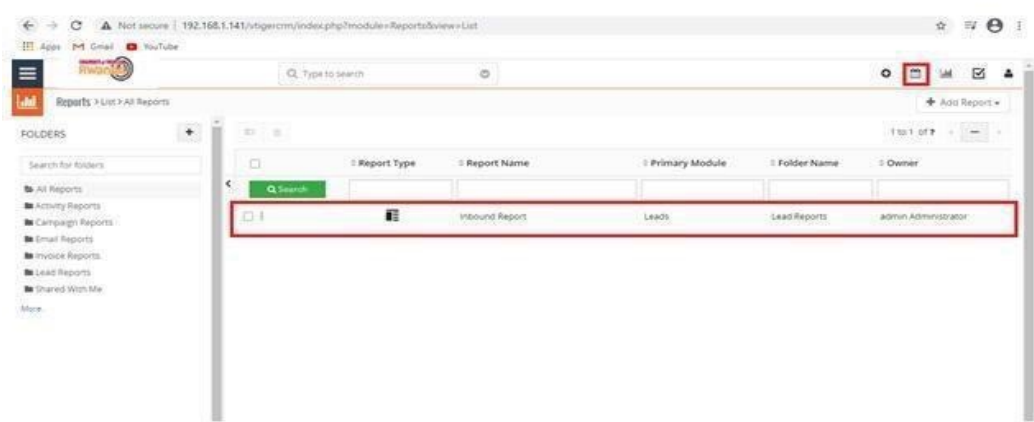 Not secure | 192.168.1.141/vtigercrm/index.php?module=Reports&view=List
Apps Gmail YouTube
Rwanda
Type to search
Reports > List > All Reports
Add Report
FOLDERS
1 to 1 of ?
Search for folders
Report Type Report Name Primary Module Folder Name Owner
All Reports
Search
Activity Reports
Inbound Report Leads Lead Reports admin Administrator
Campaign Reports
Email Reports
Invoice Reports
Lead Reports
Shared With Me
More